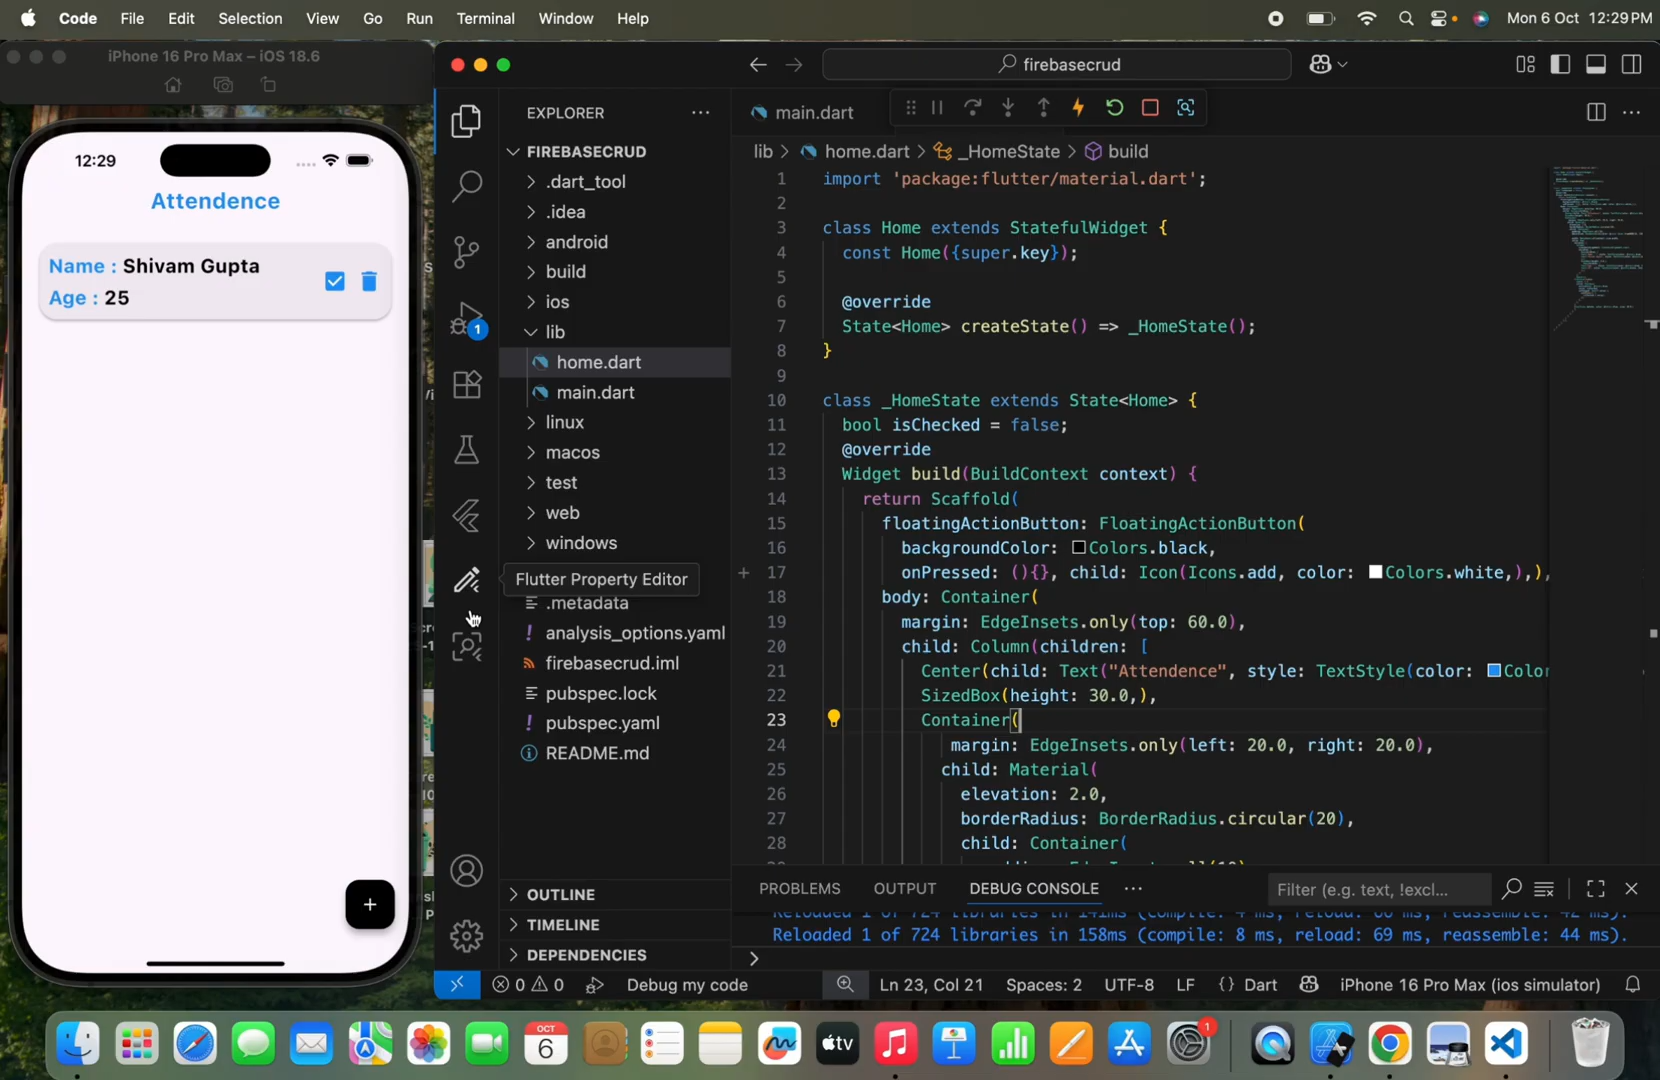 Code File Edit Selection View Go Run Terminal Window Help
Mon 6 Oct 12:29 PM
iPhone 16 Pro Max – iOS 18.6
12:29
Attendence
Name : Shivam Gupta
Age : 25
+
firebasecrud
EXPLORER
FIREBASECRUD
.dart_tool
.idea
android
build
ios
lib
home.dart
main.dart
linux
macos
test
web
windows
Flutter Property Editor
.metadata
analysis_options.yaml
firebasecrud.iml
pubspec.lock
pubspec.yaml
README.md
OUTLINE
TIMELINE
DEPENDENCIES
1
main.dart
lib > home.dart > _HomeState > build
1 import 'package:flutter/material.dart';
2
3 class Home extends StatefulWidget {
4 const Home({super.key});
5
6 @override
7 State<Home> createState() => _HomeState();
8 }
9
10 class _HomeState extends State<Home> {
11 bool isChecked = false;
12 @override
13 Widget build(BuildContext context) {
14 return Scaffold(
15 floatingActionButton: FloatingActionButton(
16 backgroundColor: Colors.black,
17 onPressed: (){}, child: Icon(Icons.add, color: Colors.white,),),
18 body: Container(
19 margin: EdgeInsets.only(top: 60.0),
20 child: Column(children: [
21 Center(child: Text("Attendence", style: TextStyle(color: Color
22 SizedBox(height: 30.0,),
23 Container(
24 margin: EdgeInsets.only(left: 20.0, right: 20.0),
25 child: Material(
26 elevation: 2.0,
27 borderRadius: BorderRadius.circular(20),
28 child: Container(
PROBLEMS OUTPUT DEBUG CONSOLE
Filter (e.g. text, !excl...
Reloaded 1 of 724 libraries in 158ms (compile: 8 ms, reload: 69 ms, reassemble: 44 ms).
0 0 Debug my code Ln 23, Col 21 Spaces: 2 UTF-8 LF {} Dart iPhone 16 Pro Max (ios simulator)
OCT
6
tv
1